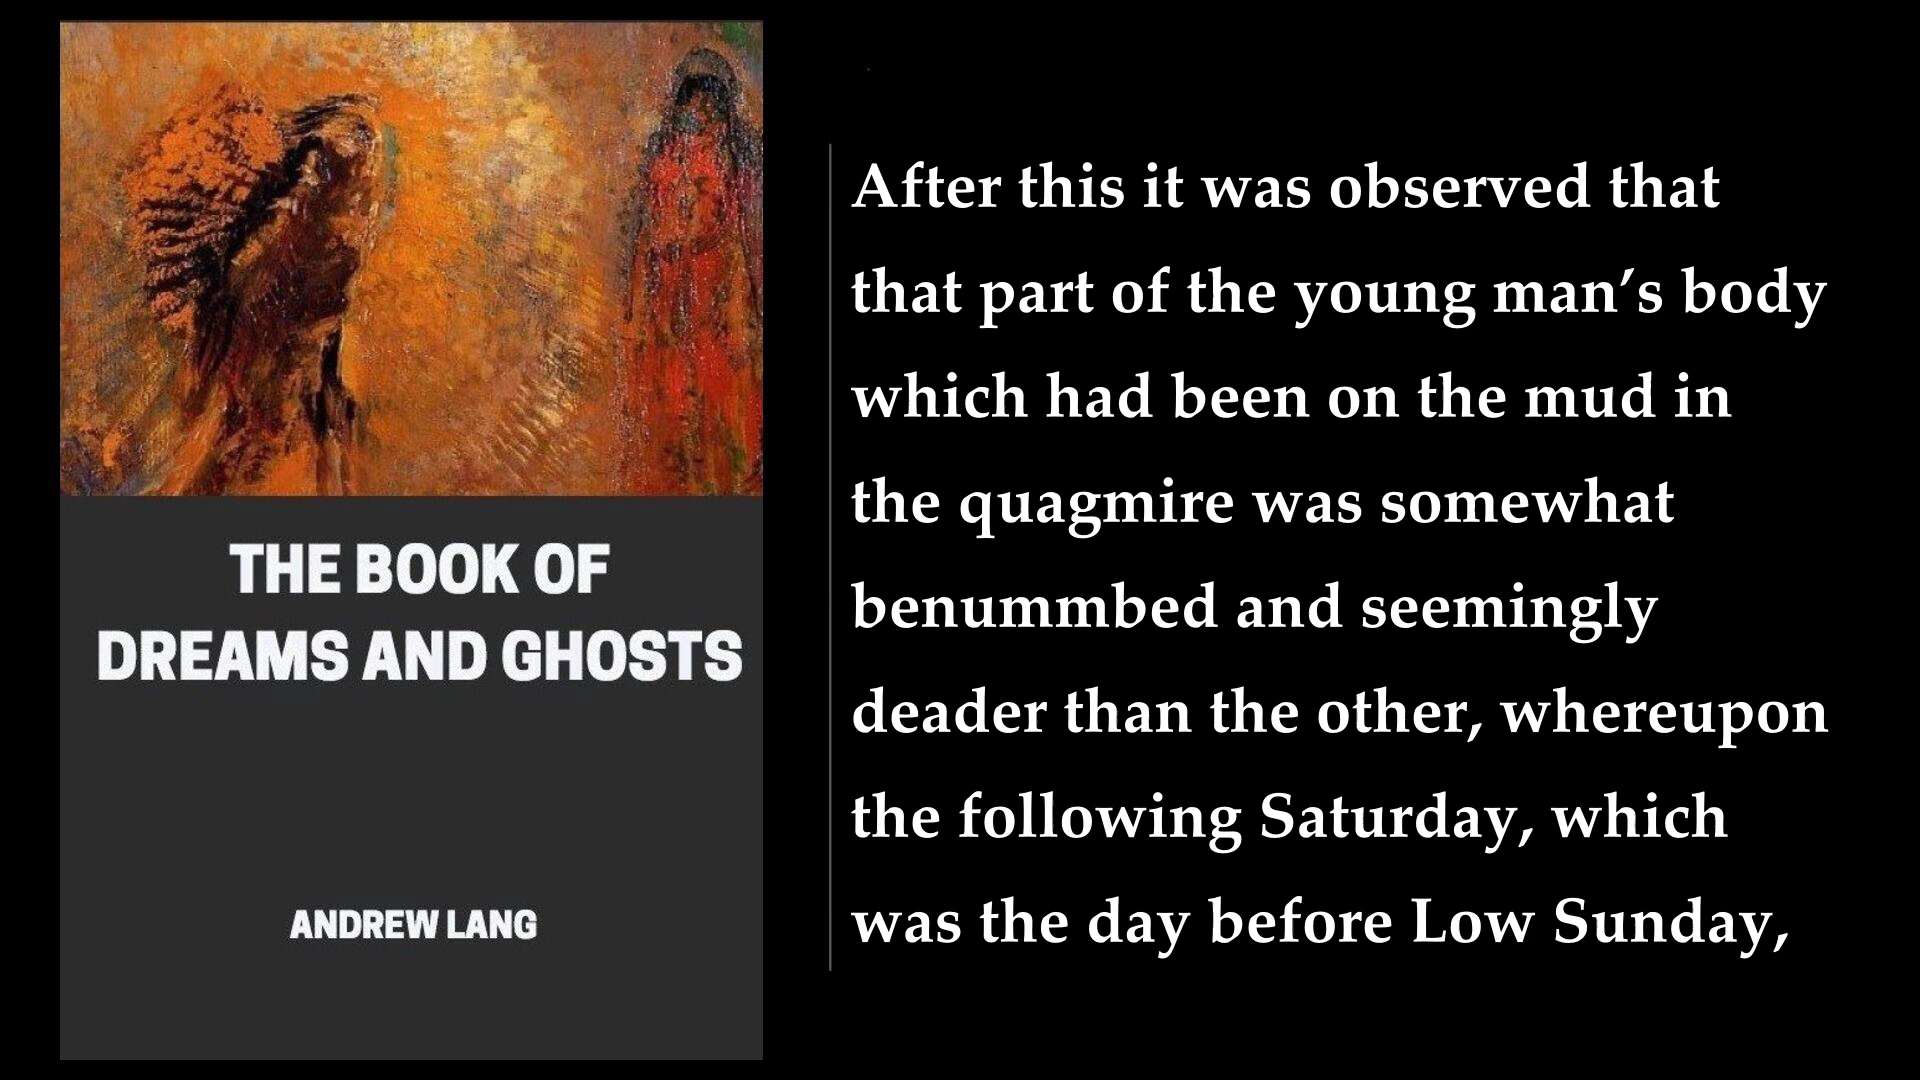 THE BOOK OF
DREAMS AND GHOSTS
ANDREW LANG
After this it was observed that
that part of the young man’s body
which had been on the mud in
the quagmire was somewhat
benummbed and seemingly
deader than the other, whereupon
the following Saturday, which
was the day before Low Sunday,